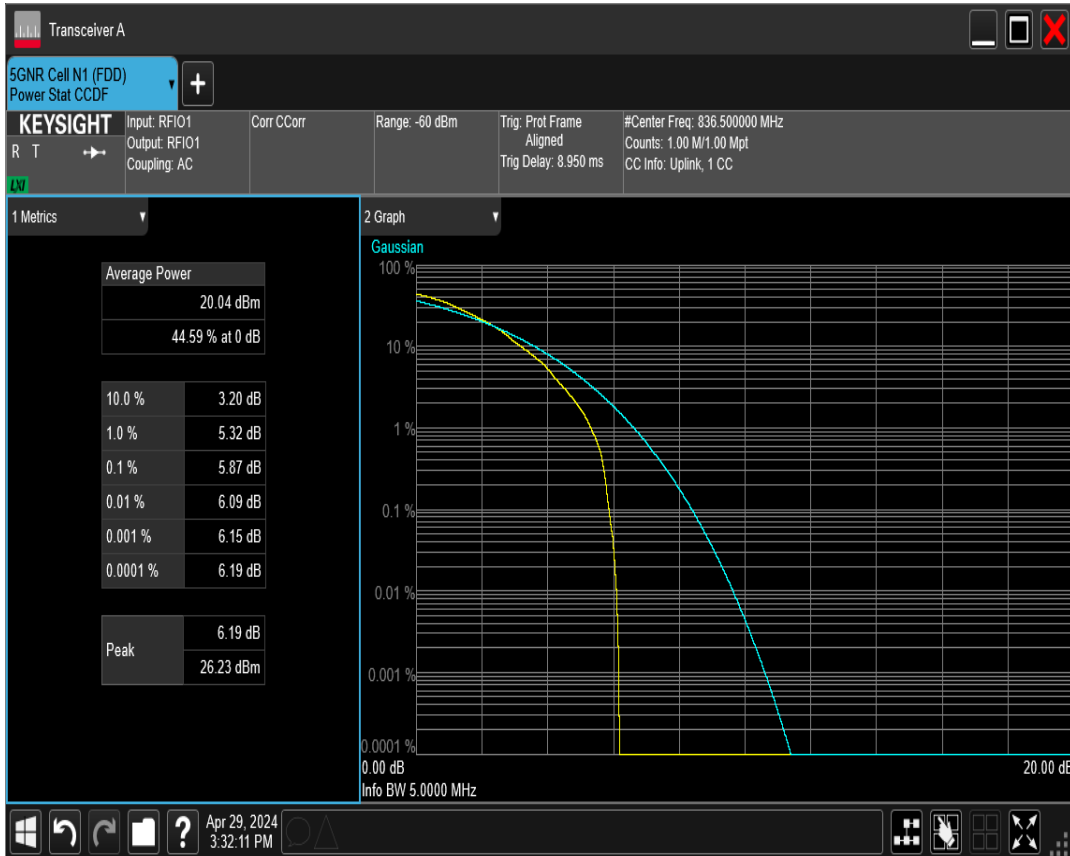 Transceiver A
5GNR Cell N1 (FDD)
Power Stat CCDF
+
KEYSIGHT
R T
LXI
Input: RFIO1
Output: RFIO1
Coupling: AC
Corr CCorr
Range: -60 dBm
Trig: Prot Frame
Aligned
Trig Delay: 8.950 ms
#Center Freq: 836.500000 MHz
Counts: 1.00 M/1.00 Mpt
CC Info: Uplink, 1 CC
1 Metrics
Average Power
20.04 dBm
44.59 % at 0 dB
10.0 % 3.20 dB
1.0 % 5.32 dB
0.1 % 5.87 dB
0.01 % 6.09 dB
0.001 % 6.15 dB
0.0001 % 6.19 dB
Peak
6.19 dB
26.23 dBm
2 Graph
Gaussian
100 %
10 %
1 %
0.1 %
0.01 %
0.001 %
0.0001 %
0.00 dB 20.00 dB
Info BW 5.0000 MHz
?
Apr 29, 2024
3:32:11 PM